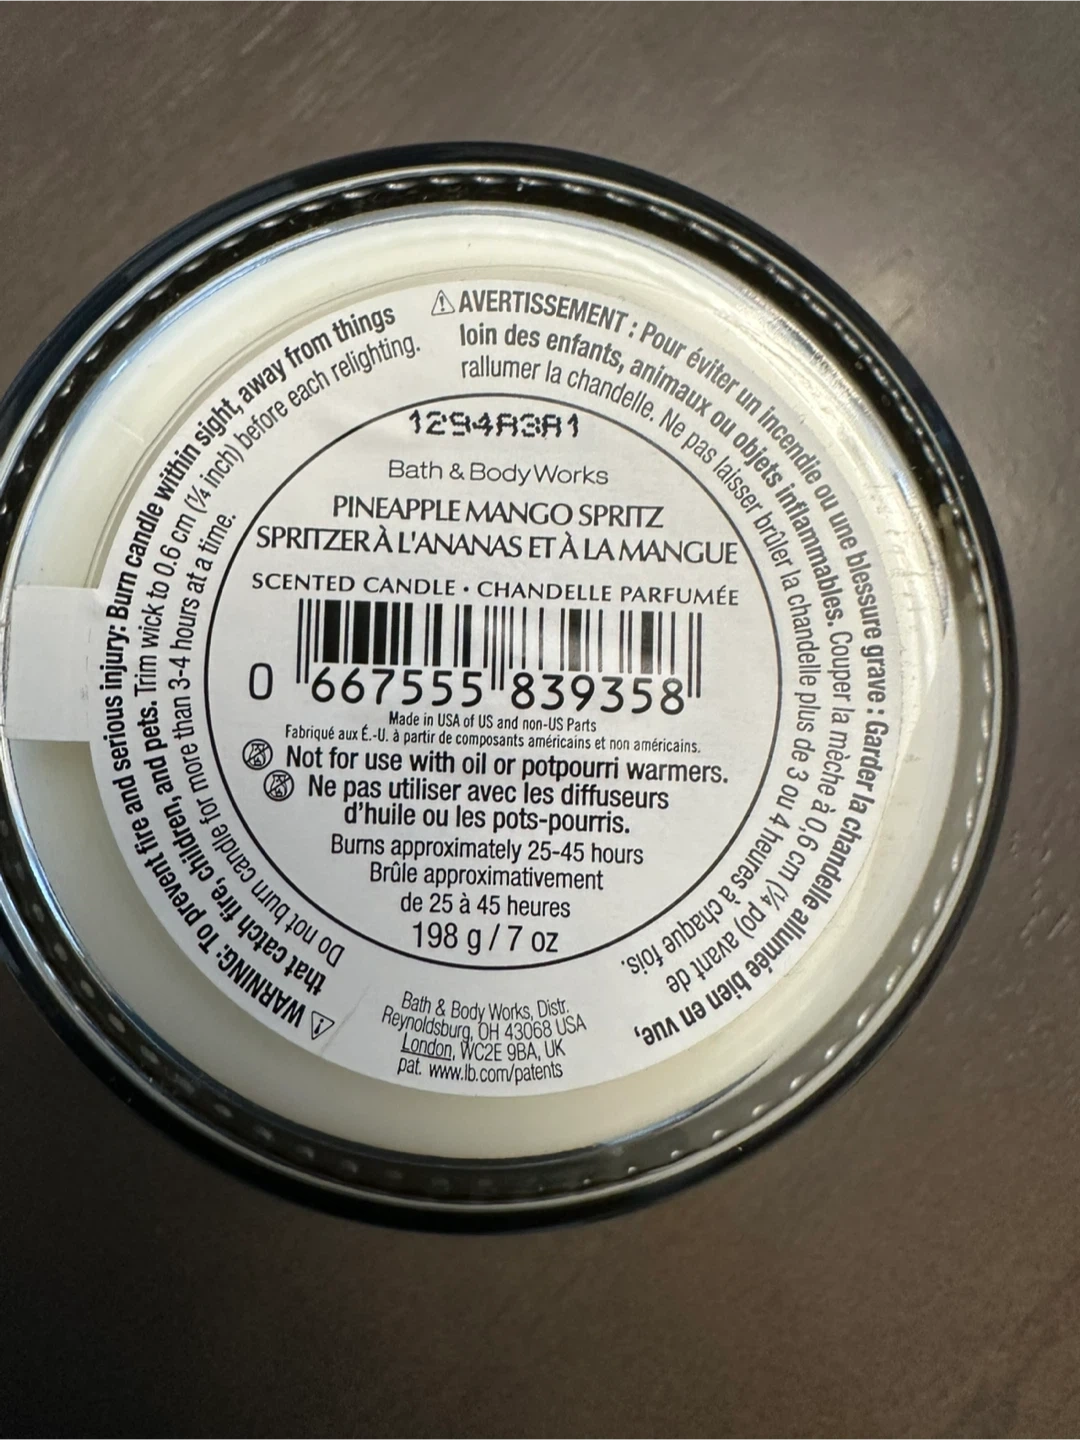 ⚠ WARNING: To prevent fire and serious injury: Burn candle within sight, away from things
that catch fire, children, and pets. Trim wick to 0.6 cm (¼ inch) before each relighting.
Do not burn candle for more than 3-4 hours at a time.
⚠ AVERTISSEMENT : Pour éviter un incendie ou une blessure grave : Garder la chandelle allumée bien en vue,
loin des enfants, animaux ou objets inflammables. Couper la mèche à 0,6 cm (¼ po) avant de
rallumer la chandelle. Ne pas laisser brûler la chandelle plus de 3 ou 4 heures à chaque fois.
1294A3A1
Bath & Body Works
PINEAPPLE MANGO SPRITZ
SPRITZER À L'ANANAS ET À LA MANGUE
SCENTED CANDLE • CHANDELLE PARFUMÉE
0 667555 839358
Made in USA of US and non-US Parts
Fabriqué aux É.-U. à partir de composants américains et non américains.
Not for use with oil or potpourri warmers.
Ne pas utiliser avec les diffuseurs
d'huile ou les pots-pourris.
Burns approximately 25-45 hours
Brûle approximativement
de 25 à 45 heures
198 g / 7 oz
Bath & Body Works, Distr.
Reynoldsburg, OH 43068 USA
London, WC2E 9BA, UK
pat. www.lb.com/patents